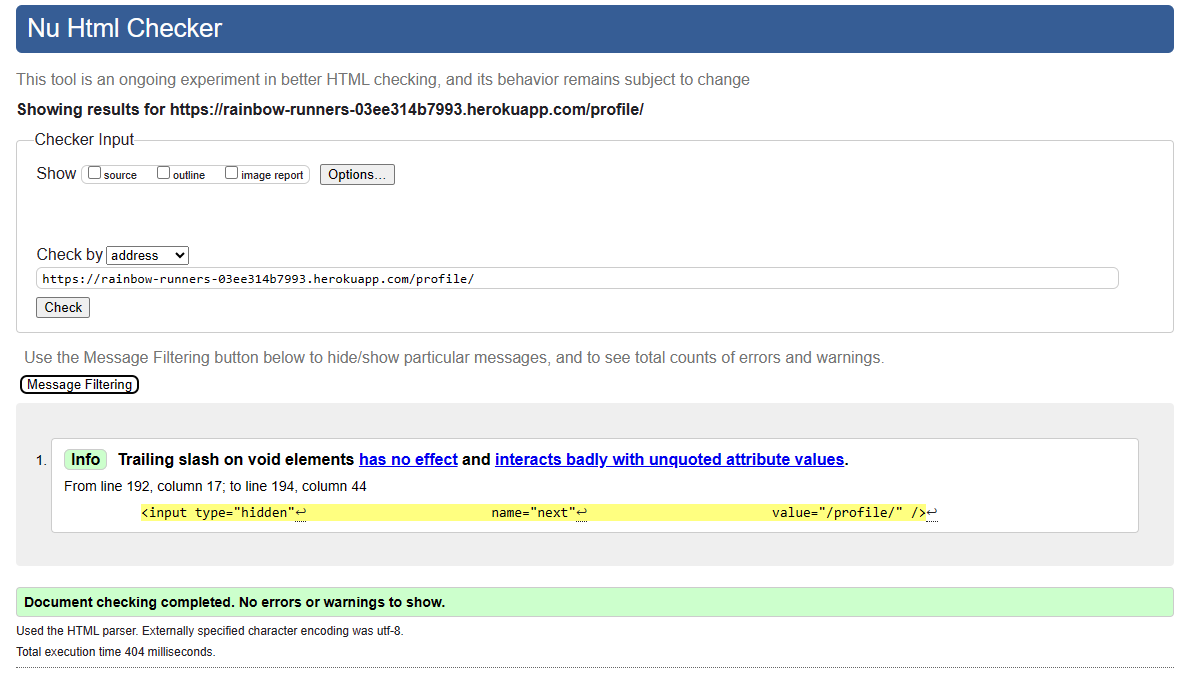 Nu Html Checker
This tool is an ongoing experiment in better HTML checking, and its behavior remains subject to change
Showing results for https://rainbow-runners-03ee314b7993.herokuapp.com/profile/
Checker Input
Show source outline image report Options...
Check by address
https://rainbow-runners-03ee314b7993.herokuapp.com/profile/
Check
Use the Message Filtering button below to hide/show particular messages, and to see total counts of errors and warnings.
Message Filtering
1. Info Trailing slash on void elements has no effect and interacts badly with unquoted attribute values.
From line 192, column 17; to line 194, column 44
<input type="hidden"↩ name="next"↩ value="/profile/" />↩
Document checking completed. No errors or warnings to show.
Used the HTML parser. Externally specified character encoding was utf-8.
Total execution time 404 milliseconds.